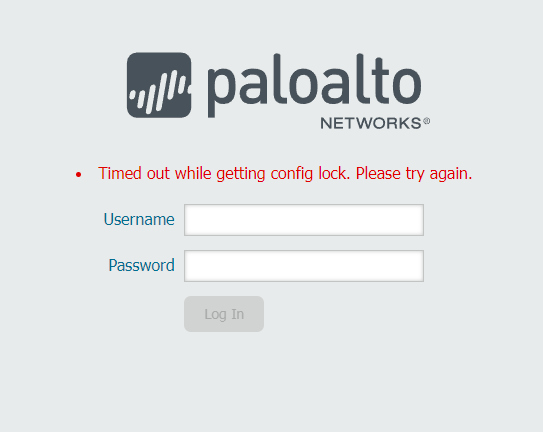 paloalto
NETWORKS®
• Timed out while getting config lock. Please try again.
Username
Password
Log In